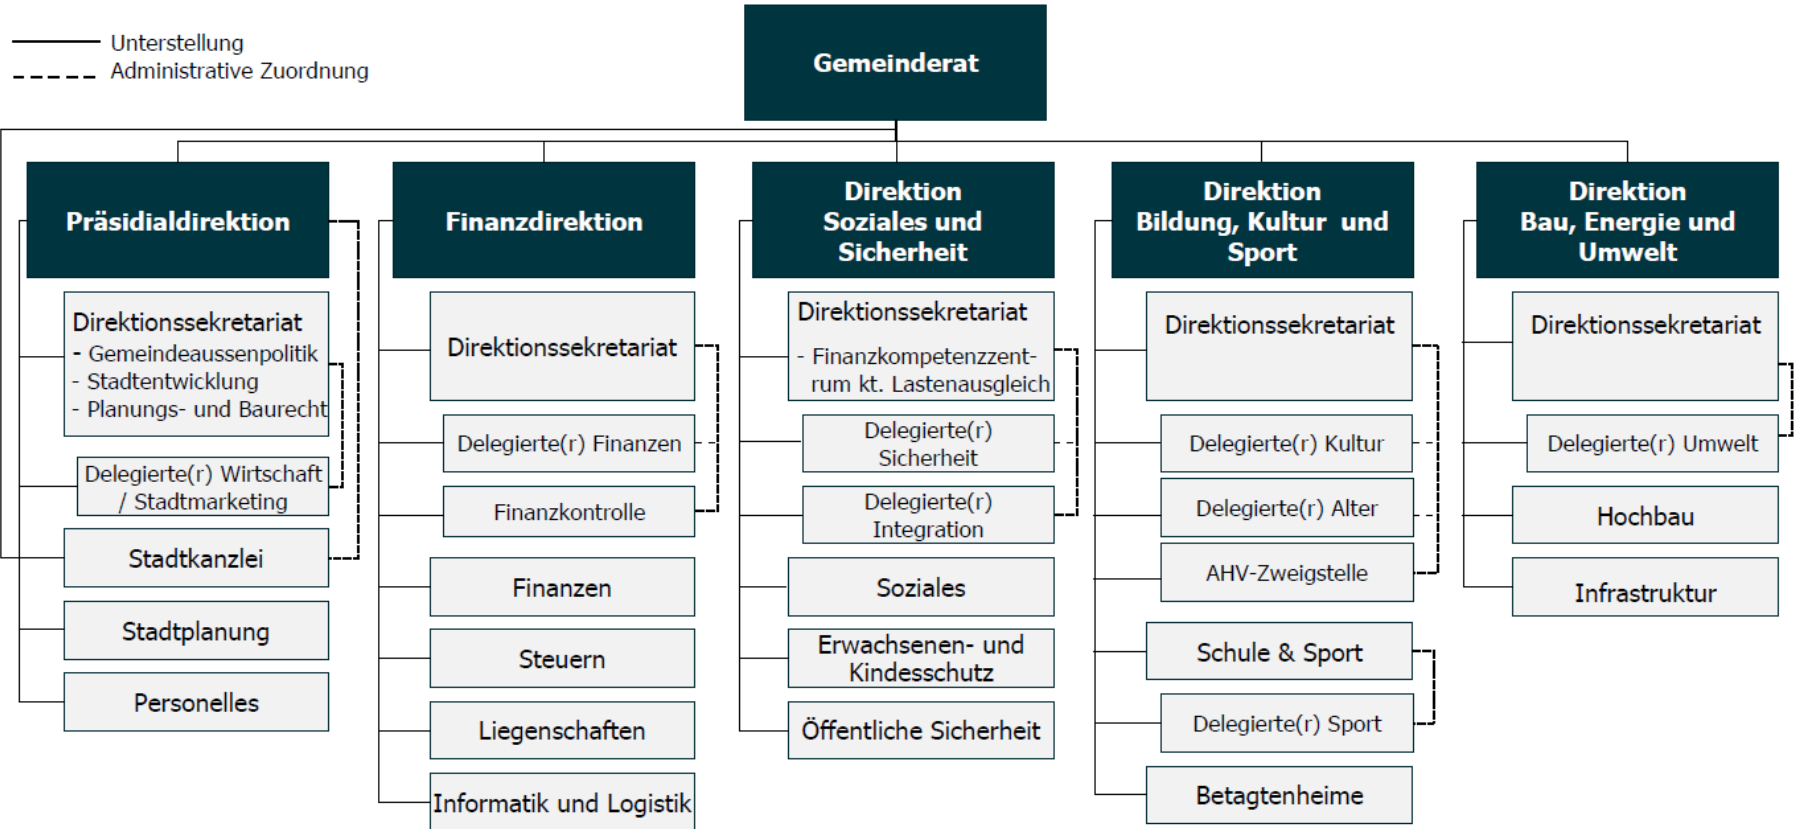 Unterstellung
Administrative Zuordnung
Gemeinderat
Präsidialdirektion
Direktionssekretariat
- Gemeindeaussenpolitik
- Stadtentwicklung
- Planungs- und Baurecht
Delegierte(r) Wirtschaft
/ Stadtmarketing
Stadtkanzlei
Stadtplanung
Personelles
Finanzdirektion
Direktionssekretariat
Delegierte(r) Finanzen
Finanzkontrolle
Finanzen
Steuern
Liegenschaften
Informatik und Logistik
Direktion
Soziales und
Sicherheit
Direktionssekretariat
- Finanzkompetenzzent-
rum kt. Lastenausgleich
Delegierte(r)
Sicherheit
Delegierte(r)
Integration
Soziales
Erwachsenen- und
Kindesschutz
Öffentliche Sicherheit
Direktion
Bildung, Kultur und
Sport
Direktionssekretariat
Delegierte(r) Kultur
Delegierte(r) Alter
AHV-Zweigstelle
Schule & Sport
Delegierte(r) Sport
Betagtenheime
Direktion
Bau, Energie und
Umwelt
Direktionssekretariat
Delegierte(r) Umwelt
Hochbau
Infrastruktur